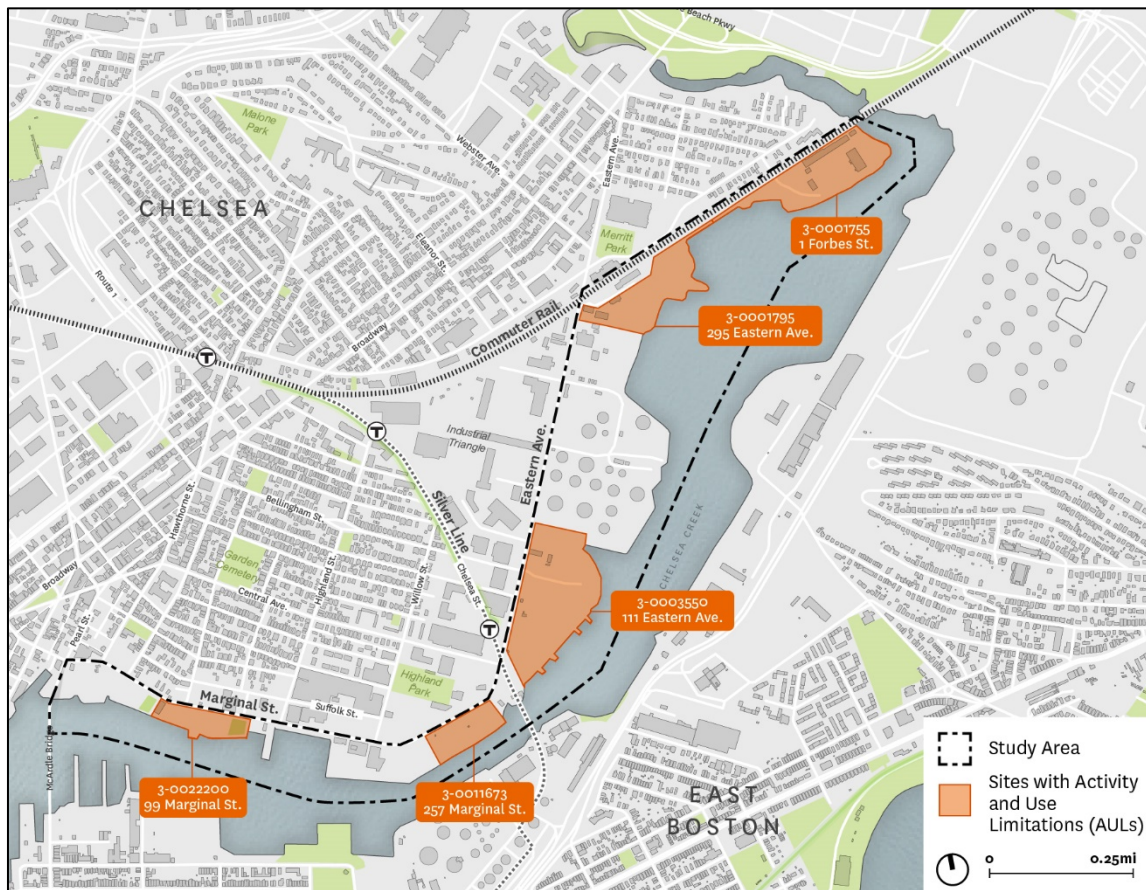 Beach Pkwy
Malone
Park
Webster Ave.
Eastern Ave.
CHELSEA
Eleanor St.
Merritt
Park
3-0001755
1 Forbes St.
Route 1
Broadway
Commuter Rail
3-0001795
295 Eastern Ave.
T
T
Industrial
Triangle
Eastern Ave.
Silver Line
Hawthorne St.
Bellingham St.
Garden
Cemetery
Highland St.
Willow St.
Chelsea St.
CHELSEA CREEK
Broadway
Central Ave.
3-0003550
111 Eastern Ave.
Pearl St.
T
Highland
Park
Marginal St.
Suffolk St.
McArdle Bridge
3-0022200
99 Marginal St.
3-0011673
257 Marginal St.
EAST
BOSTON
Study Area
Sites with Activity
and Use
Limitations (AULs)
0 0.25mi